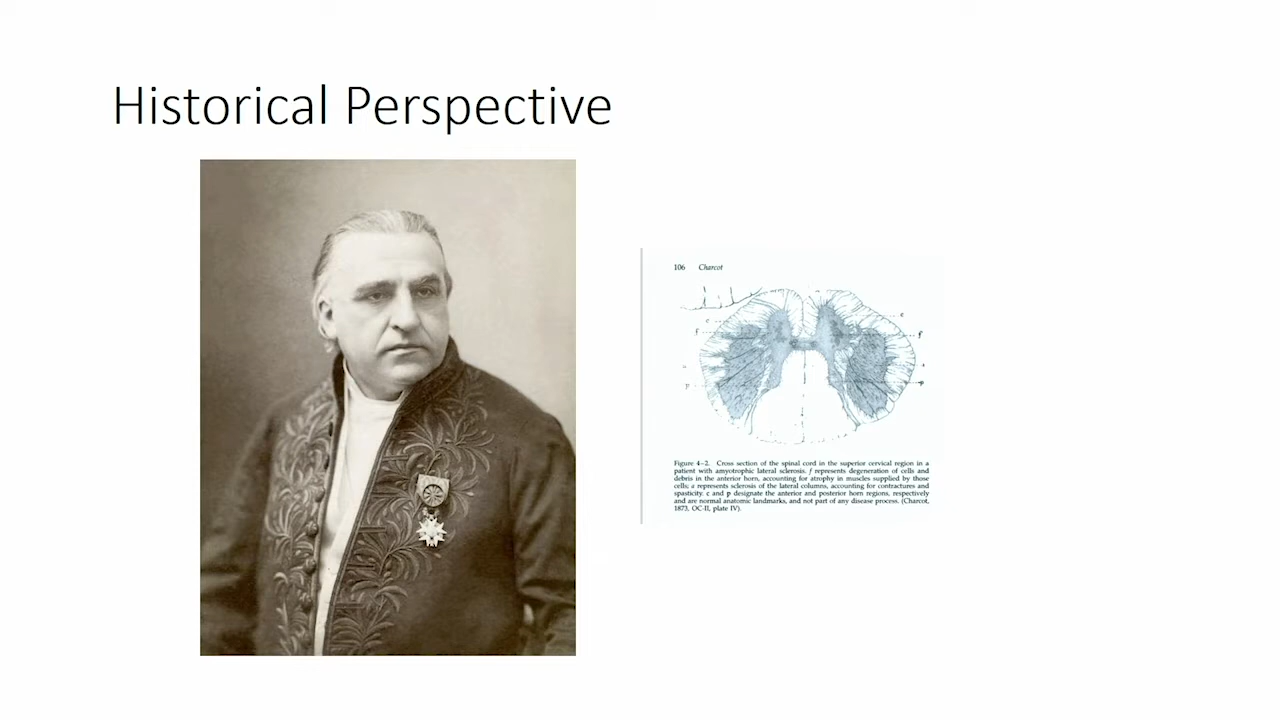 Historical Perspective
106 Charcot
c
e
f
f
a
p
p
Figure 4–2. Cross section of the spinal cord in the superior cervical region in a
patient with amyotrophic lateral sclerosis. f represents degeneration of cells and
debris in the anterior horn, accounting for atrophy in muscles supplied by those
cells; a represents sclerosis of the lateral columns, accounting for contractures and
spasticity. c and p designate the anterior and posterior horn regions, respectively
and are normal anatomic landmarks, and not part of any disease process. (Charcot,
1873, OC-II, plate IV).